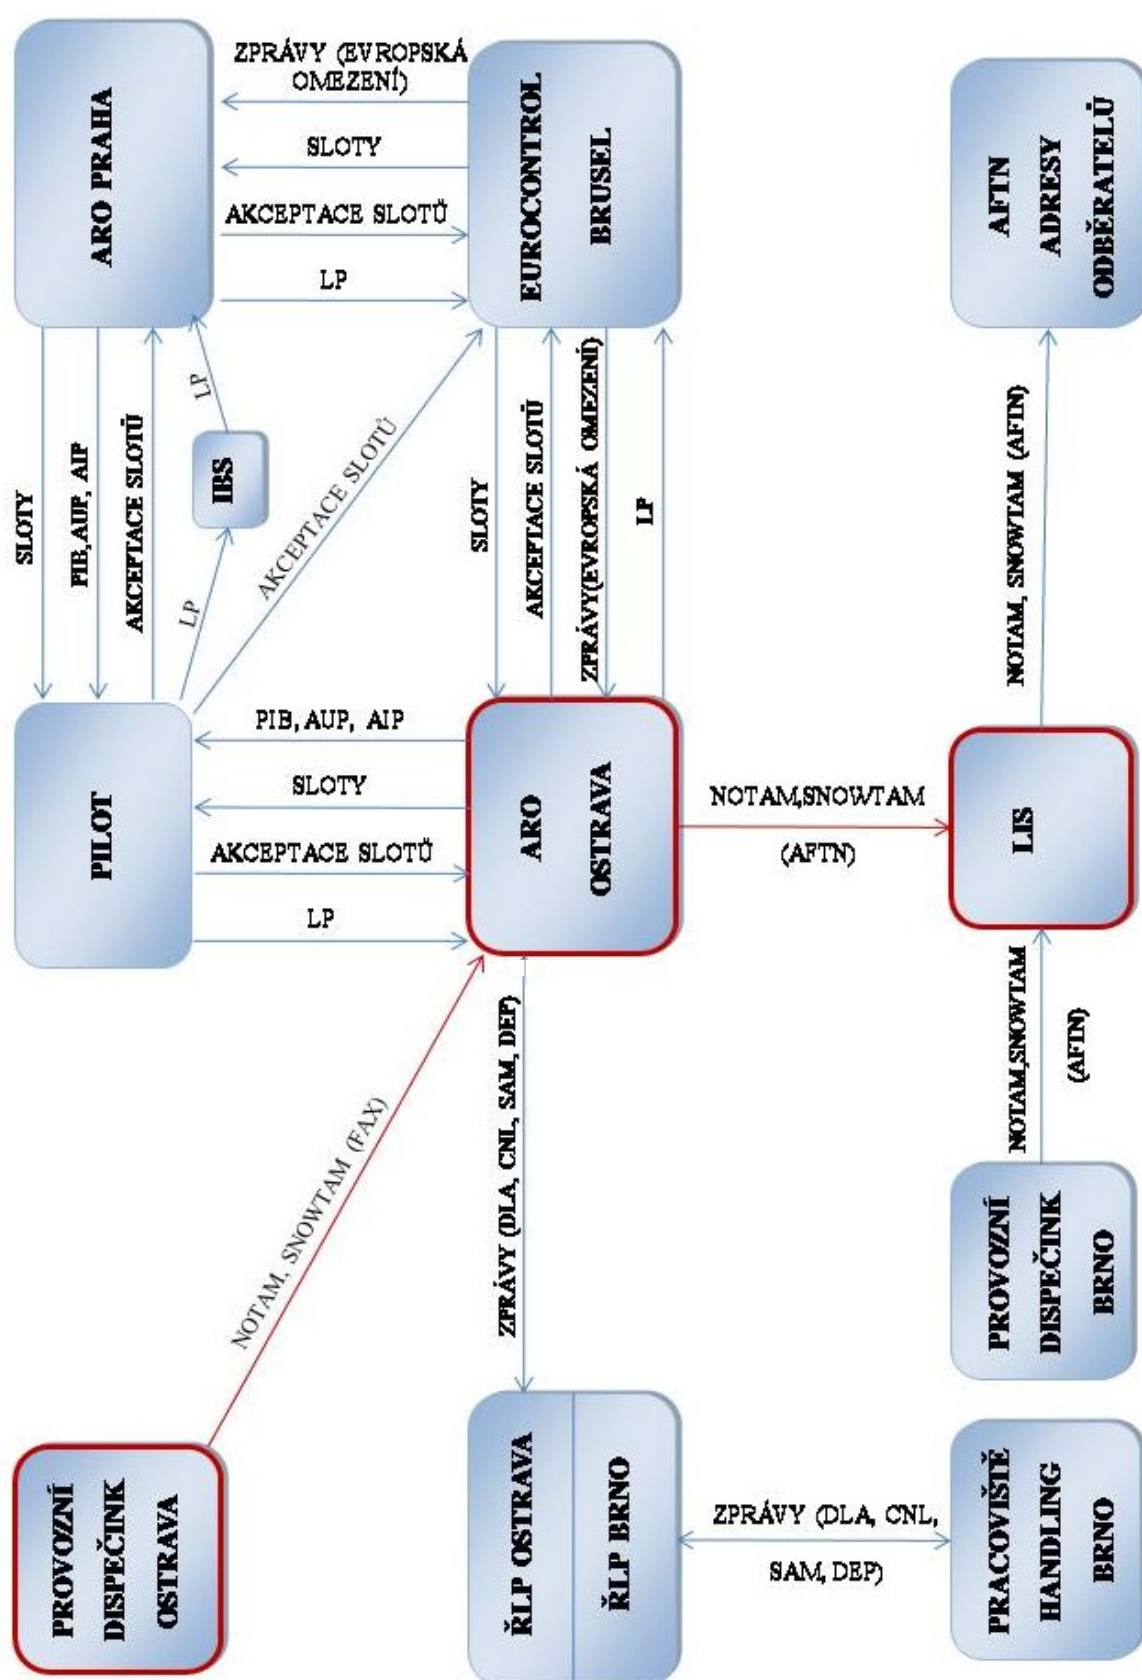 ZPRÁVY (EVROPSKÁ
OMEZENÍ)
SLOTY
AKCEPTACE SLOTŮ
LP
ARO PRAHA
EUROCONTROL
BRUSEL
AFTN
ADRESY
ODBĚRATELŮ
SLOTY
PIB,AUP, AIP
AKCEPTACE SLOTŮ
LP
IBS
LP
AKCEPTACE SLOTŮ
SLOTY
AKCEPTACE SLOTŮ
ZPRÁVY(EVROPSKÁ OMEZENÍ)
LP
NOTAM, SNOWTAM (AFTN)
PILOT
PIB, AUP, AIP
SLOTY
AKCEPTACE SLOTŮ
LP
ARO
OSTRAVA
NOTAM,SNOWTAM
(AFTN)
LIS
NOTAM, SNOWTAM (FAX)
ZPRÁVY (DLA, CNL, SAM, DEP)
NOTAM,SNOWTAM
(AFTN)
PROVOZNÍ
DISPEČINK
BRNO
PROVOZNÍ
DISPEČINK
OSTRAVA
ŘLP OSTRAVA
ŘLP BRNO
ZPRÁVY (DLA, CNL,
SAM, DEP)
PRACOVIŠTĚ
HANDLING
BRNO